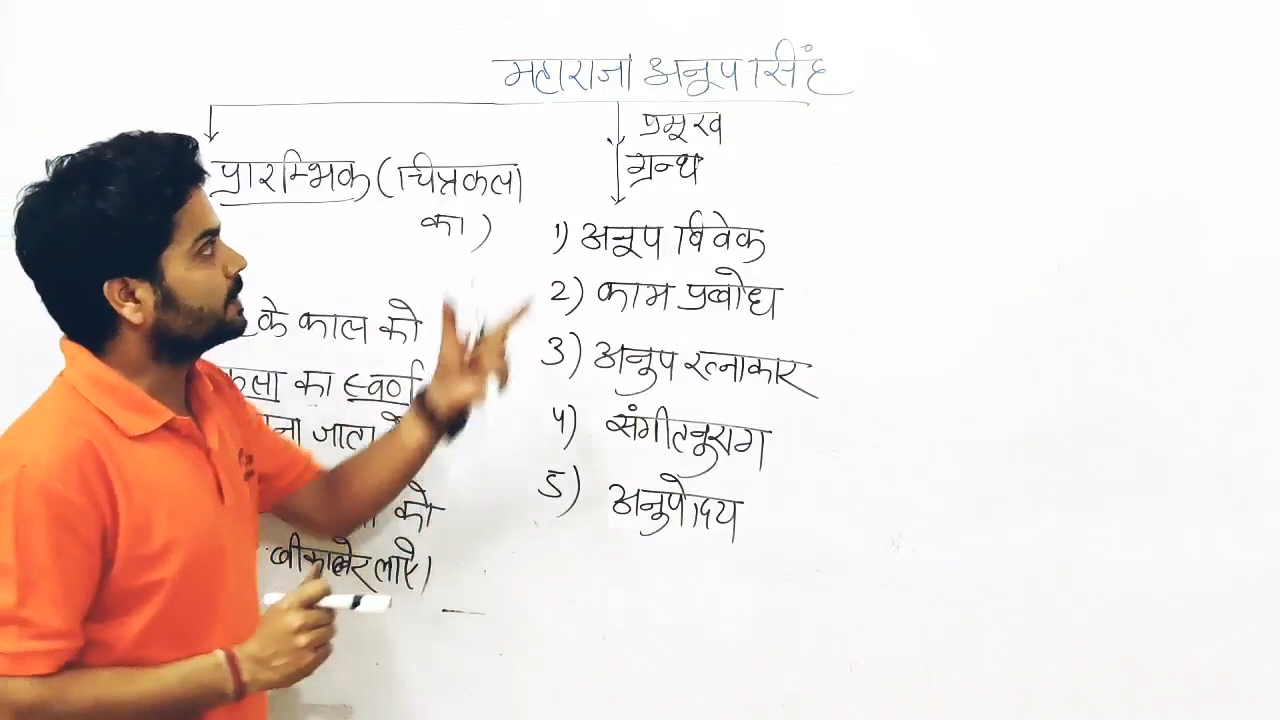 महाराजा अनूप सिंह
प्रारम्भिक (चित्रकला
का)
के काल को
कला का स्वर्ण
जाता
को
बीकानेर लाऐ।
प्रमूख
ग्रन्थ
1) अनूप विवेक
2) काम प्रबोध
3) अनुप रत्नाकार
4) संगीतनुराग
5) अनुपोदय